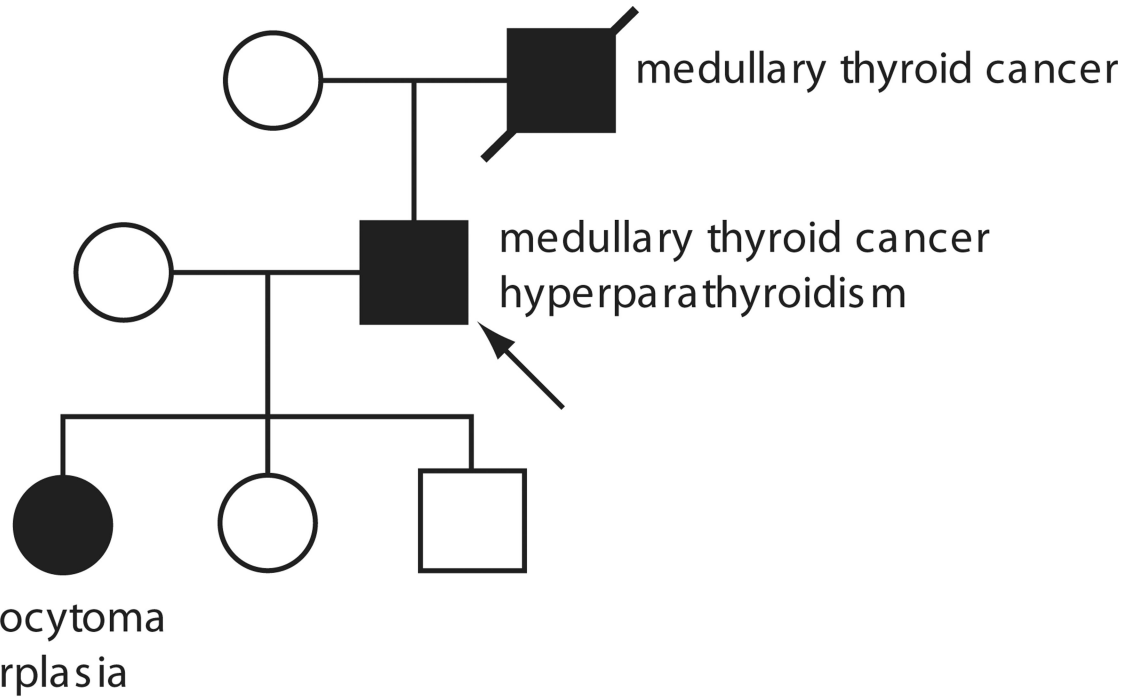 medullary thyroid cancer
medullary thyroid cancer
hyperparathyroidism
ocytoma
rplasia